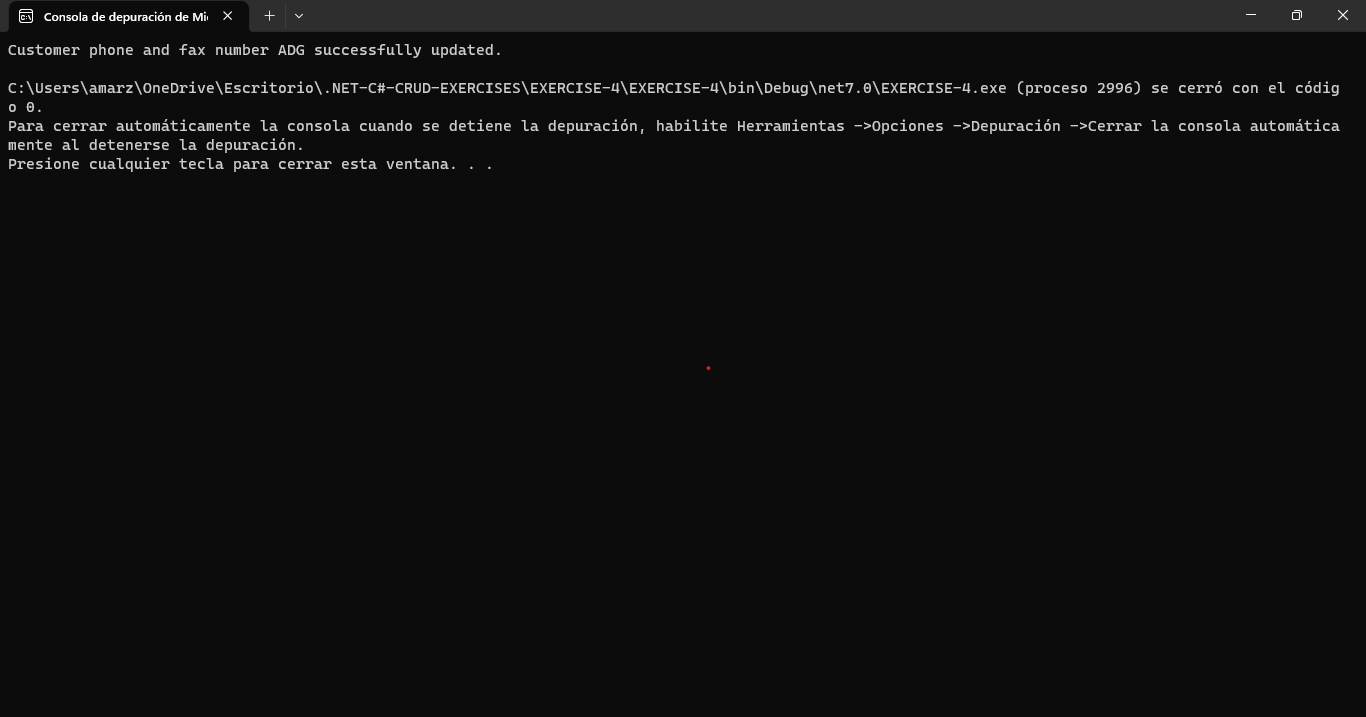 Consola de depuración de Mi
Customer phone and fax number ADG successfully updated.
C:\Users\amarz\OneDrive\Escritorio\.NET-C#-CRUD-EXERCISES\EXERCISE-4\EXERCISE-4\bin\Debug\net7.0\EXERCISE-4.exe (proceso 2996) se cerró con el códig
o 0.
Para cerrar automáticamente la consola cuando se detiene la depuración, habilite Herramientas ->Opciones ->Depuración ->Cerrar la consola automática
mente al detenerse la depuración.
Presione cualquier tecla para cerrar esta ventana. . .